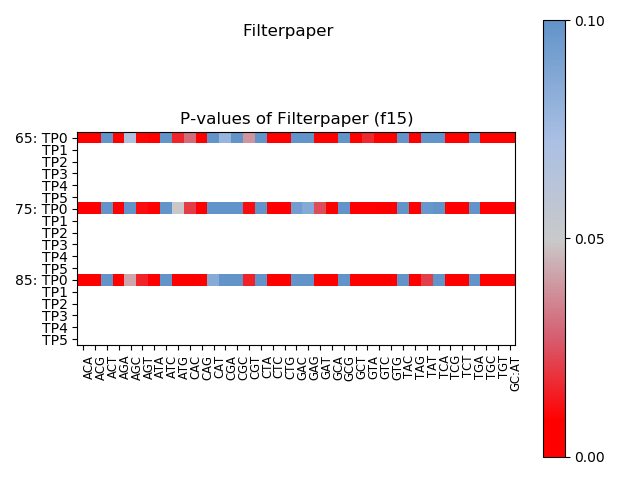 Filterpaper
P-values of Filterpaper (f15)
65: TP0
TP1
TP2
TP3
TP4
TP5
75: TP0
TP1
TP2
TP3
TP4
TP5
85: TP0
TP1
TP2
TP3
TP4
TP5
ACA
ACG
ACT
AGA
AGC
AGT
ATA
ATC
ATG
CAC
CAG
CAT
CGA
CGC
CGT
CTA
CTC
CTG
GAC
GAG
GAT
GCA
GCG
GCT
GTA
GTC
GTG
TAC
TAG
TAT
TCA
TCG
TCT
TGA
TGC
TGT
GC:AT
0.10
0.05
0.00